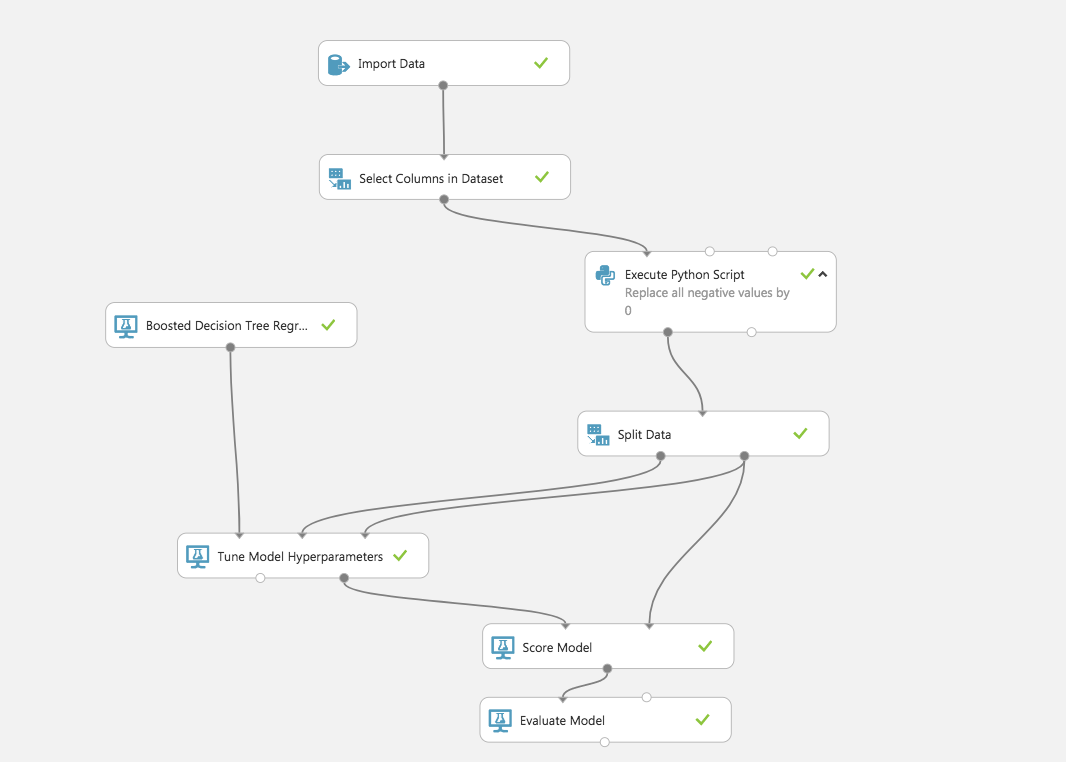 Import Data
Select Columns in Dataset
Execute Python Script
Replace all negative values by
0
Boosted Decision Tree Regr...
Split Data
Tune Model Hyperparameters
Score Model
Evaluate Model